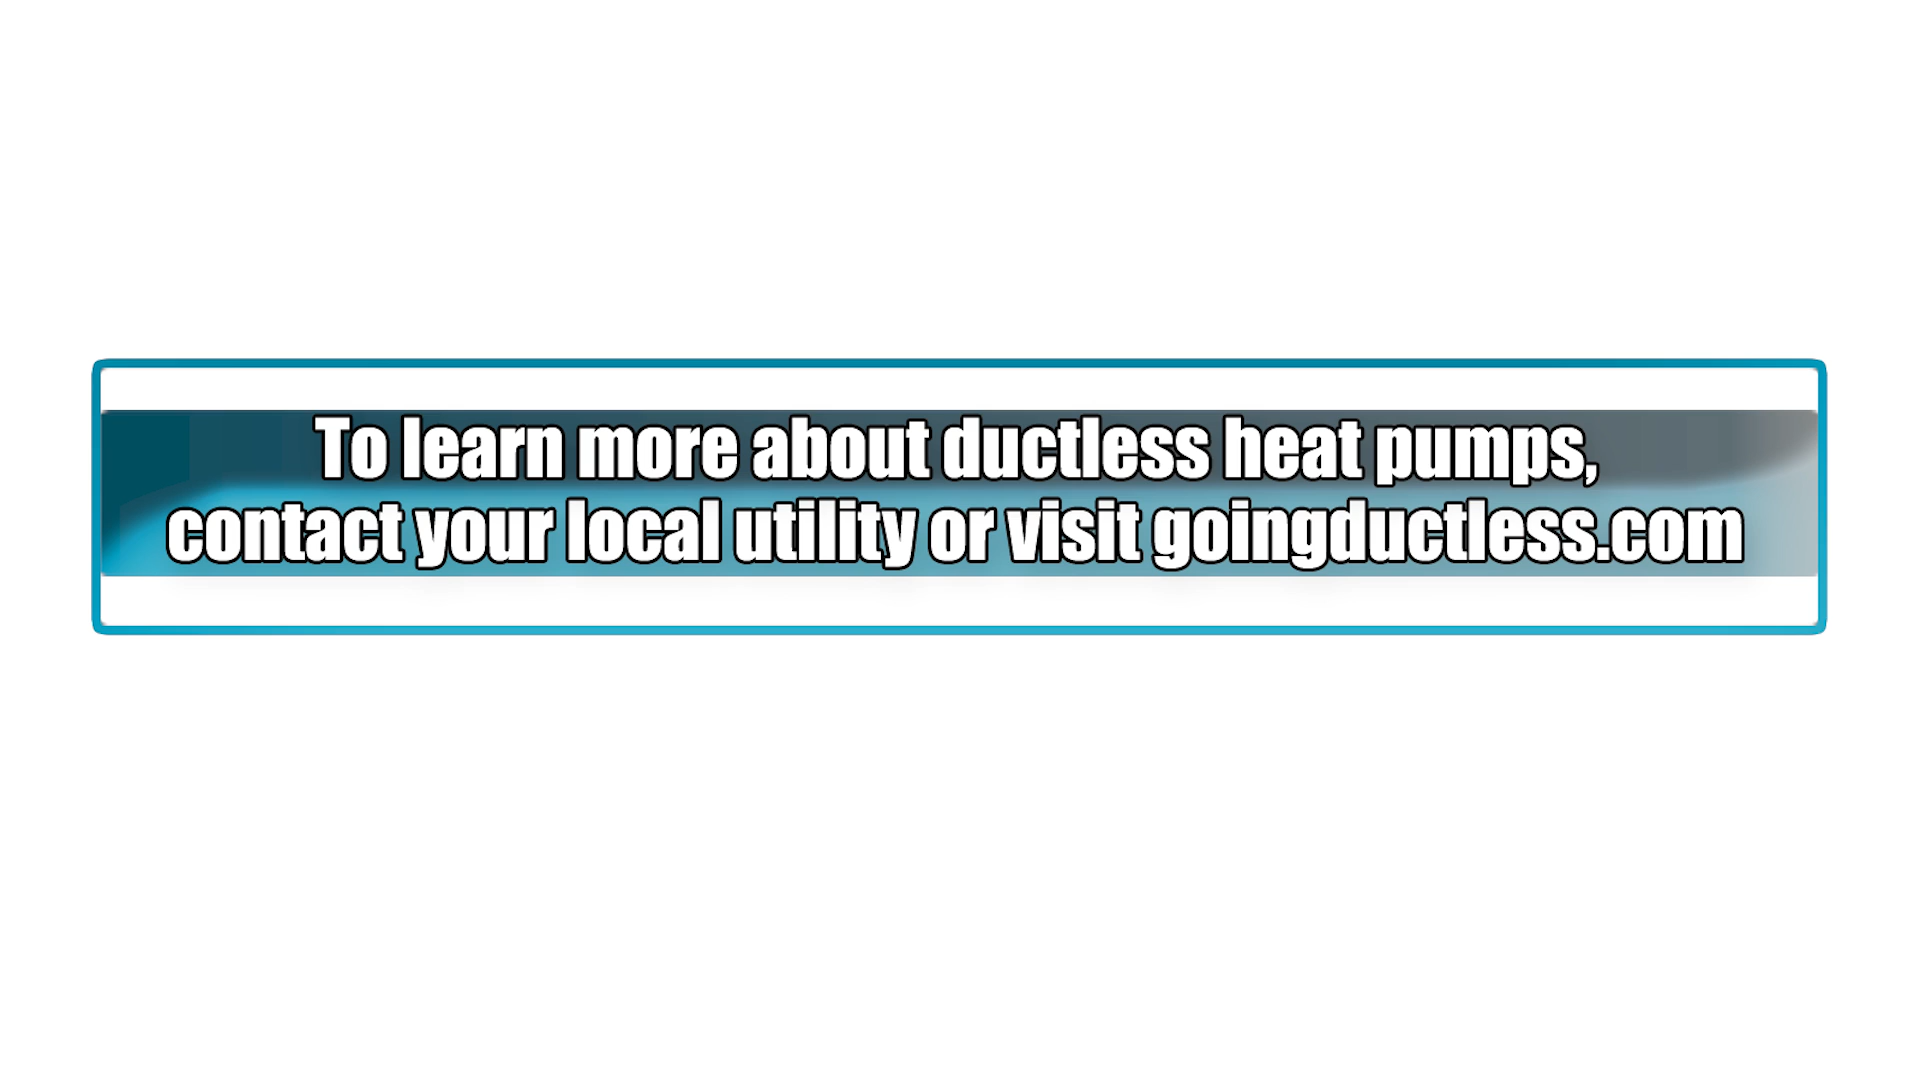 To learn more about ductless heat pumps,
contact your local utility or visit goingductless.com